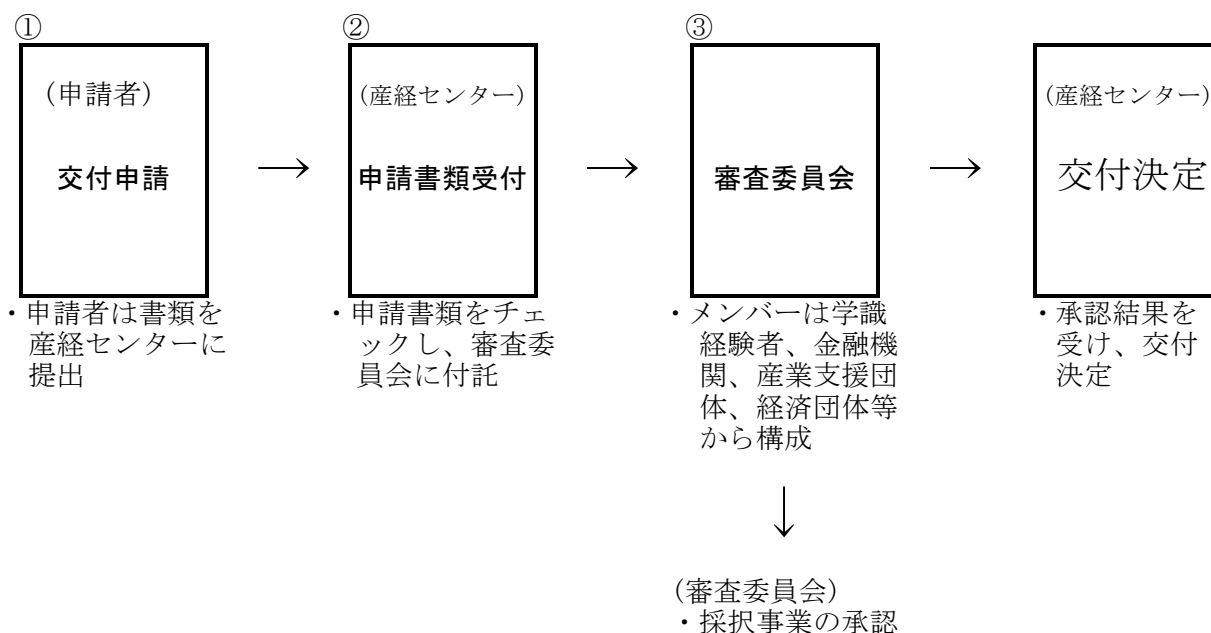 ①
(申請者)
交付申請
・申請者は書類を
産経センターに
提出
②
(産経センター)
申請書類受付
・申請書類をチェ
ックし、審査委
員会に付託
③
審査委員会
・メンバーは学識
経験者、金融機
関、産業支援団
体、経済団体等
から構成
(審査委員会)
・採択事業の承認
(産経センター)
交付決定
・承認結果を
受け、交付
決定